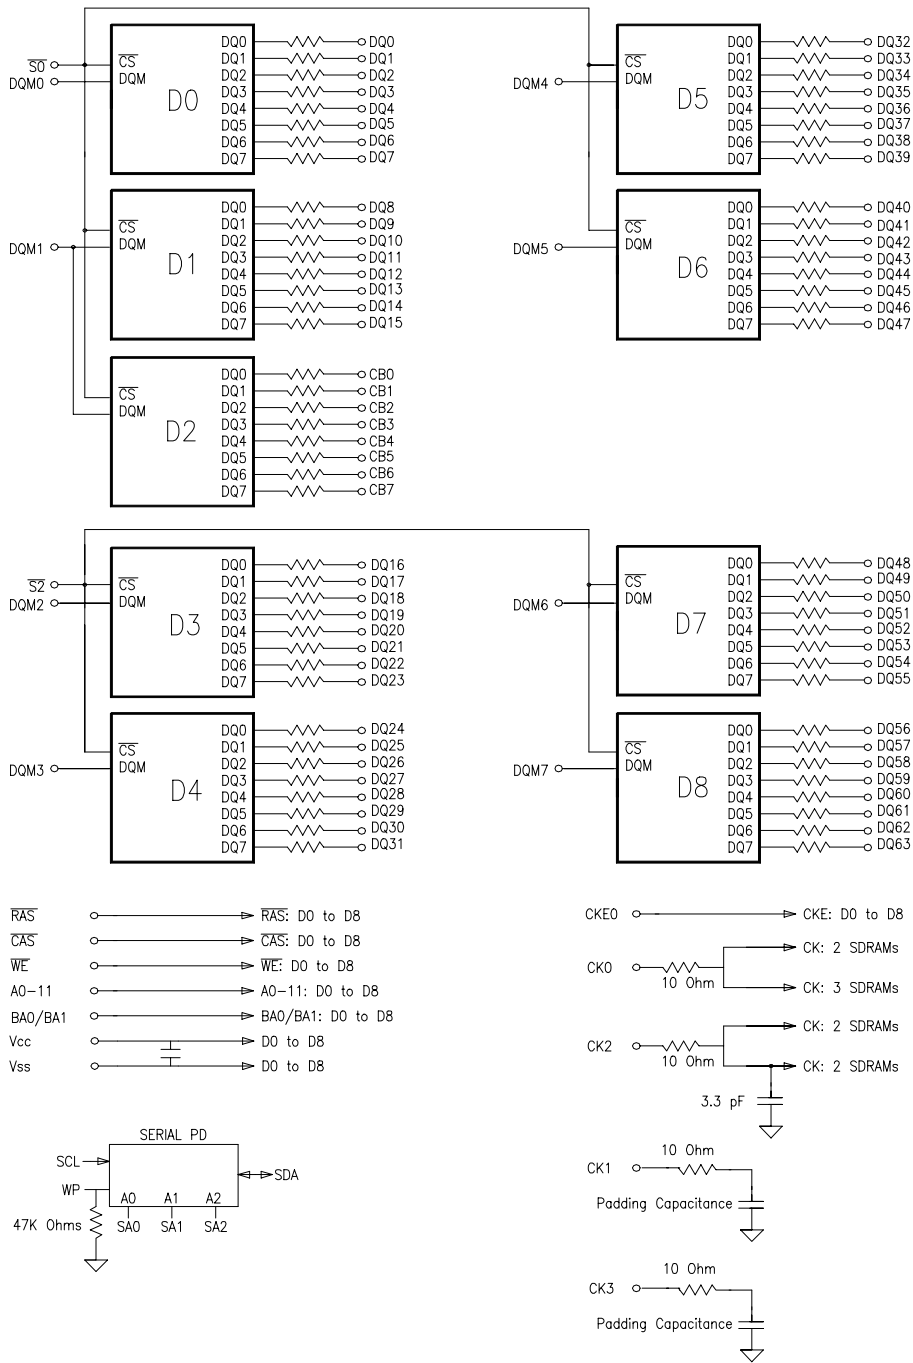 S0
DQM0
CS
DQM
D0
DQ0 DQ0
DQ1 DQ1
DQ2 DQ2
DQ3 DQ3
DQ4 DQ4
DQ5 DQ5
DQ6 DQ6
DQ7 DQ7
DQM4
CS
DQM
D5
DQ0 DQ32
DQ1 DQ33
DQ2 DQ34
DQ3 DQ35
DQ4 DQ36
DQ5 DQ37
DQ6 DQ38
DQ7 DQ39
DQM1
CS
DQM
D1
DQ0 DQ8
DQ1 DQ9
DQ2 DQ10
DQ3 DQ11
DQ4 DQ12
DQ5 DQ13
DQ6 DQ14
DQ7 DQ15
DQM5
CS
DQM
D6
DQ0 DQ40
DQ1 DQ41
DQ2 DQ42
DQ3 DQ43
DQ4 DQ44
DQ5 DQ45
DQ6 DQ46
DQ7 DQ47
CS
DQM
D2
DQ0 CB0
DQ1 CB1
DQ2 CB2
DQ3 CB3
DQ4 CB4
DQ5 CB5
DQ6 CB6
DQ7 CB7
S2
DQM2
CS
DQM
D3
DQ0 DQ16
DQ1 DQ17
DQ2 DQ18
DQ3 DQ19
DQ4 DQ20
DQ5 DQ21
DQ6 DQ22
DQ7 DQ23
DQM6
CS
DQM
D7
DQ0 DQ48
DQ1 DQ49
DQ2 DQ50
DQ3 DQ51
DQ4 DQ52
DQ5 DQ53
DQ6 DQ54
DQ7 DQ55
DQM3
CS
DQM
D4
DQ0 DQ24
DQ1 DQ25
DQ2 DQ26
DQ3 DQ27
DQ4 DQ28
DQ5 DQ29
DQ6 DQ30
DQ7 DQ31
DQM7
CS
DQM
D8
DQ0 DQ56
DQ1 DQ57
DQ2 DQ58
DQ3 DQ59
DQ4 DQ60
DQ5 DQ61
DQ6 DQ62
DQ7 DQ63
RAS RAS: D0 to D8
CAS CAS: D0 to D8
WE WE: D0 to D8
A0-11 A0-11: D0 to D8
BA0/BA1 BA0/BA1: D0 to D8
Vcc D0 to D8
Vss D0 to D8
CKE0 CKE: D0 to D8
CK: 2 SDRAMs
CK0
10 Ohm
CK: 3 SDRAMs
CK: 2 SDRAMs
CK2
10 Ohm
CK: 2 SDRAMs
3.3 pF
SERIAL PD
SCL
SDA
WP
A0 A1 A2
47K Ohms
SA0 SA1 SA2
10 Ohm
CK1
Padding Capacitance
10 Ohm
CK3
Padding Capacitance